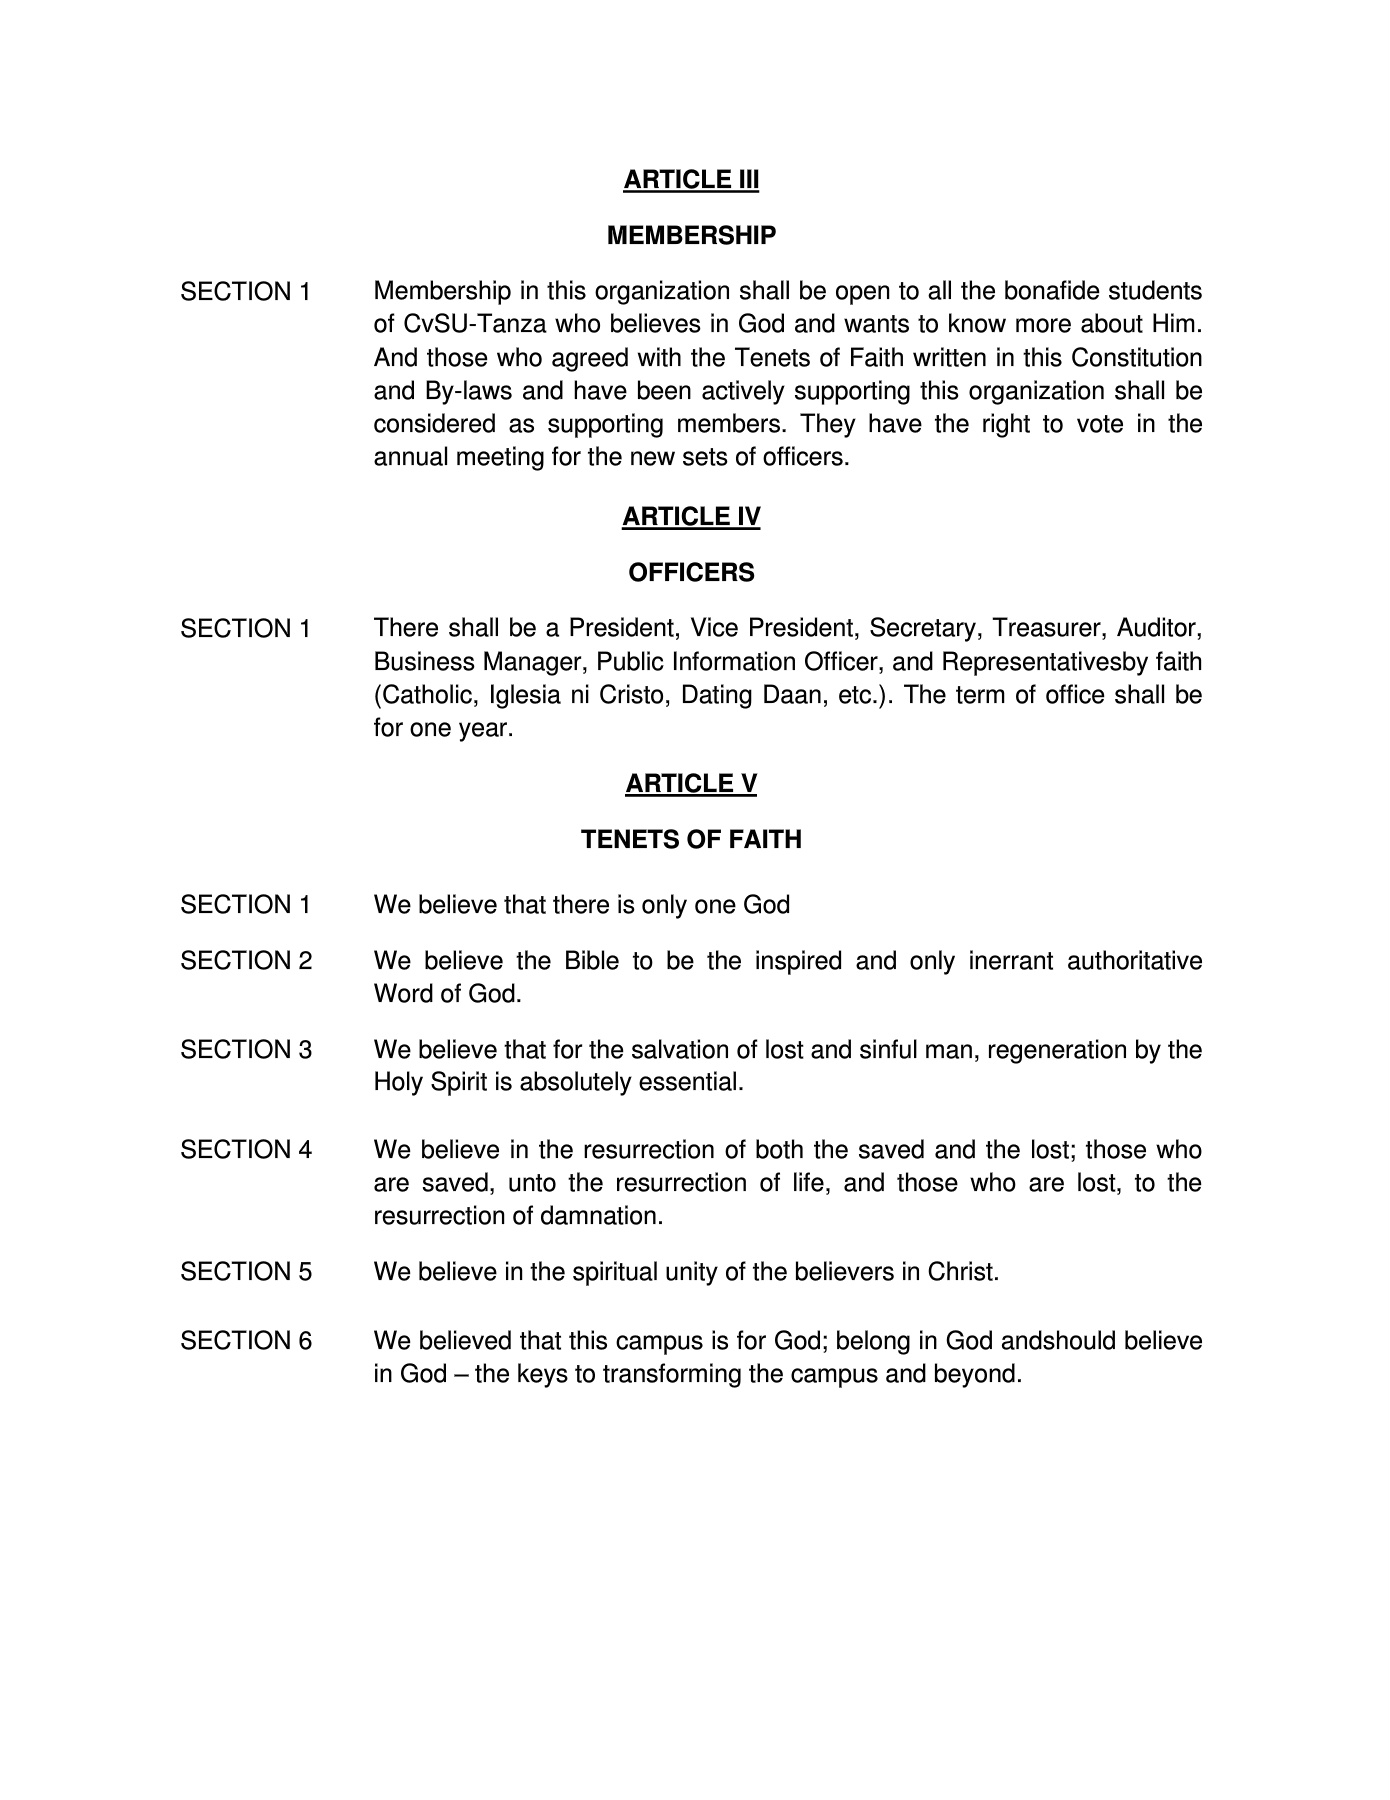 ARTICLE III
MEMBERSHIP
SECTION 1 Membership in this organization shall be open to all the bonafide students
of CvSU-Tanza who believes in God and wants to know more about Him.
And those who agreed with the Tenets of Faith written in this Constitution
and By-laws and have been actively supporting this organization shall be
considered as supporting members. They have the right to vote in the
annual meeting for the new sets of officers.
ARTICLE IV
OFFICERS
SECTION 1 There shall be a President, Vice President, Secretary, Treasurer, Auditor,
Business Manager, Public Information Officer, and Representativesby faith
(Catholic, Iglesia ni Cristo, Dating Daan, etc.). The term of office shall be
for one year.
ARTICLE V
TENETS OF FAITH
SECTION 1 We believe that there is only one God
SECTION 2 We believe the Bible to be the inspired and only inerrant authoritative
Word of God.
SECTION 3 We believe that for the salvation of lost and sinful man, regeneration by the
Holy Spirit is absolutely essential.
SECTION 4 We believe in the resurrection of both the saved and the lost; those who
are saved, unto the resurrection of life, and those who are lost, to the
resurrection of damnation.
SECTION 5 We believe in the spiritual unity of the believers in Christ.
SECTION 6 We believed that this campus is for God; belong in God andshould believe
in God – the keys to transforming the campus and beyond.